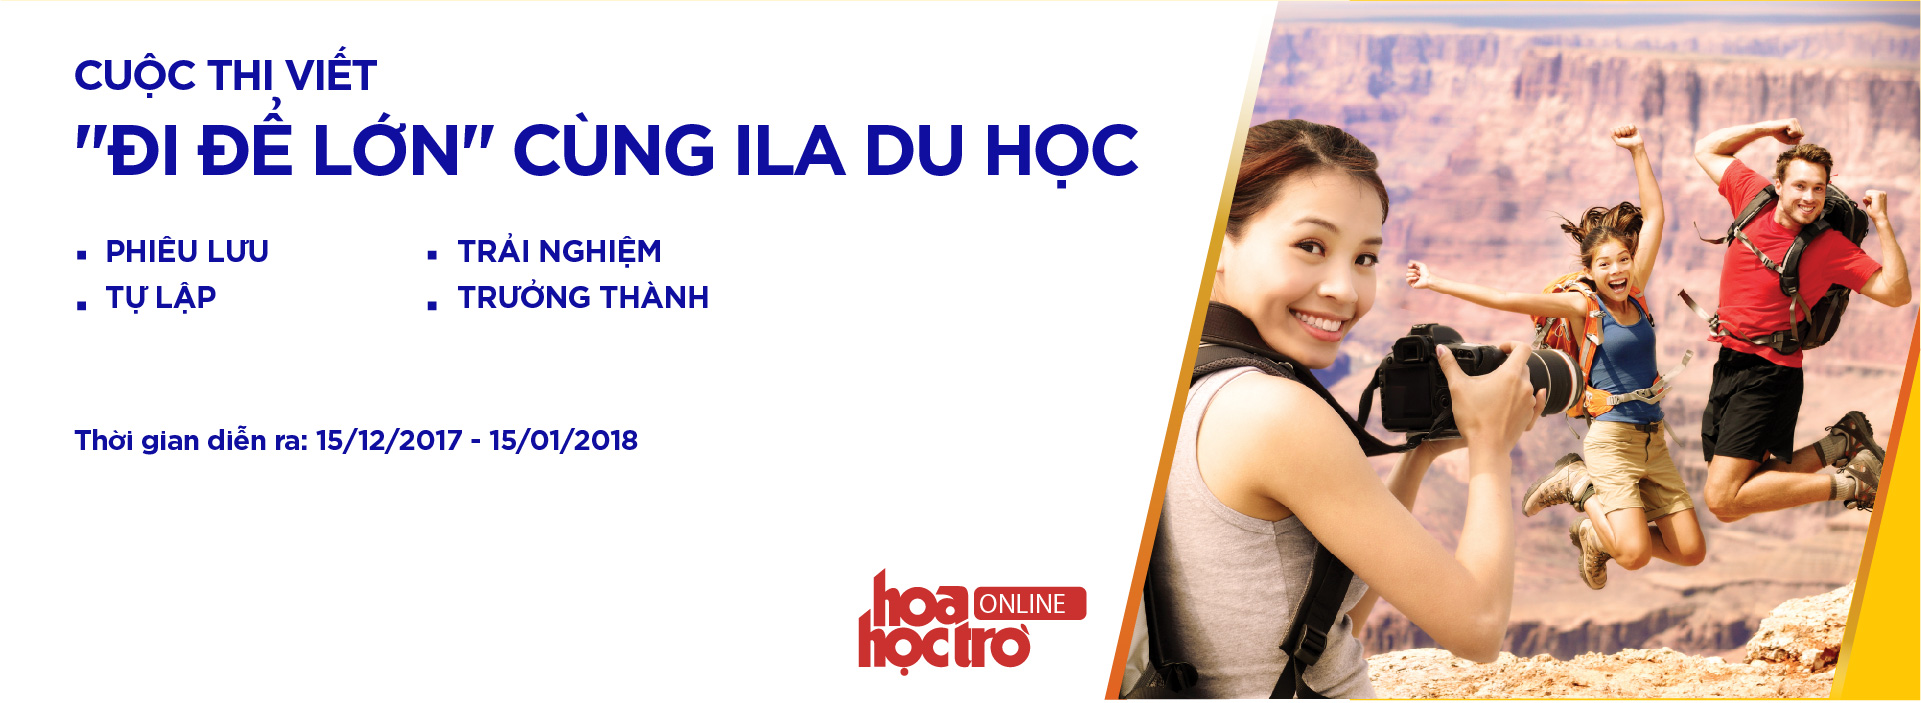 CUỘC THI VIẾT
"ĐI ĐỂ LỚN" CÙNG ILA DU HỌC
▪ PHIÊU LƯU
▪ TỰ LẬP
▪ TRẢI NGHIỆM
▪ TRƯỞNG THÀNH
Thời gian diễn ra: 15/12/2017 - 15/01/2018
hoa ONLINE
học trò